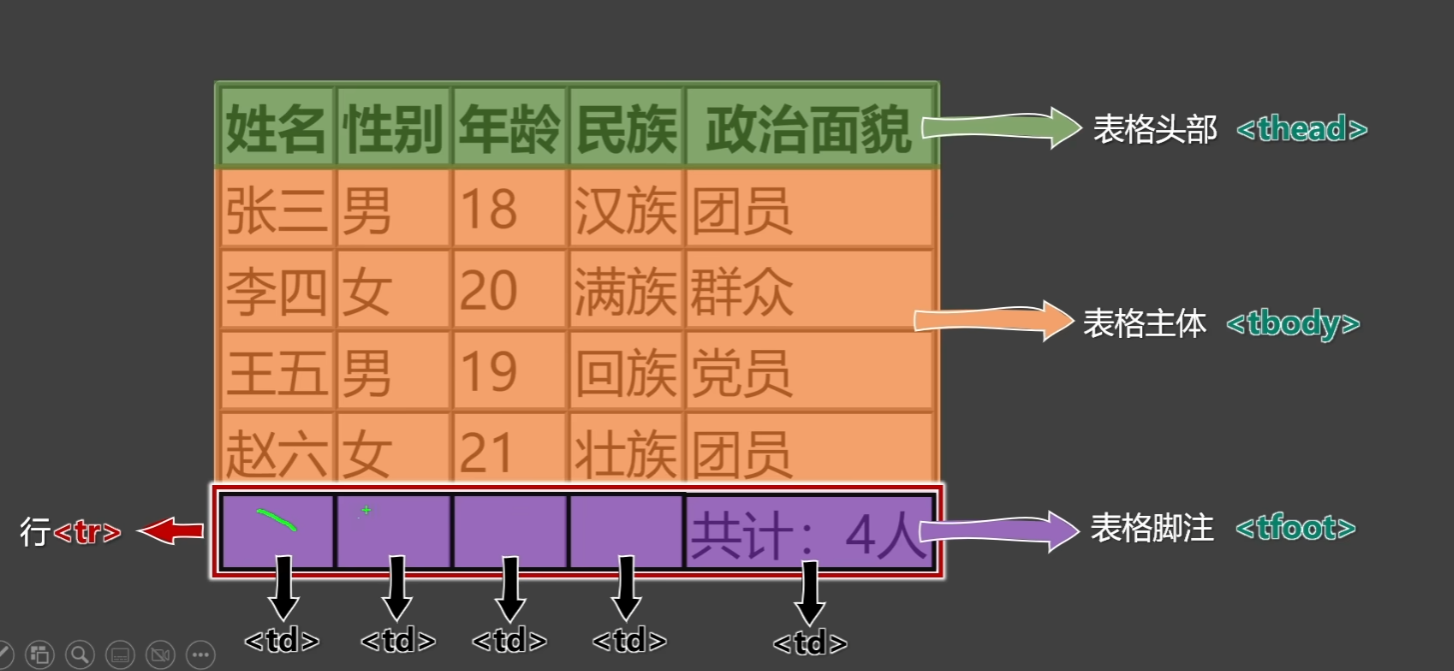 姓名 性别 年龄 民族 政治面貌 表格头部 <thead>
张三 男 18 汉族 团员
李四 女 20 满族 群众 表格主体 <tbody>
王五 男 19 回族 党员
赵六 女 21 壮族 团员
行<tr> 共计：4人 表格脚注 <tfoot>
<td> <td> <td> <td> <td>